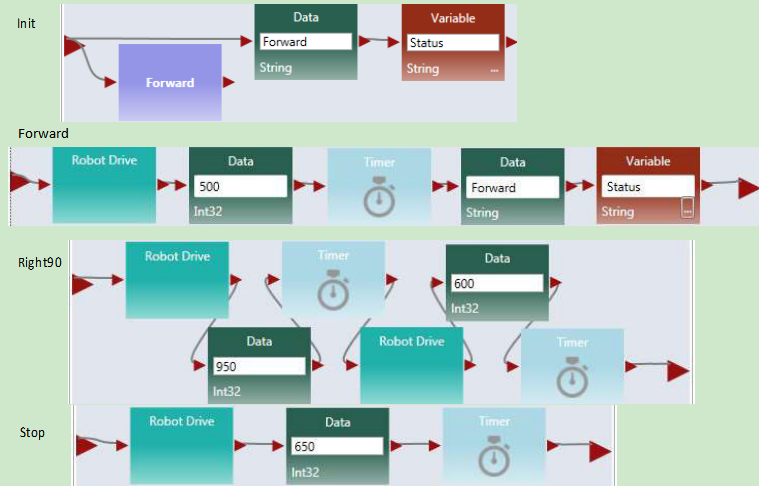 Init
Data
Forward
String
Variable
Status
String ...
Forward
Forward
Robot Drive
Data
500
Int32
Timer
Data
Forward
String
Variable
Status
String ...
Right90
Robot Drive
Timer
Data
600
Int32
Data
950
Int32
Robot Drive
Timer
Stop
Robot Drive
Data
650
Int32
Timer